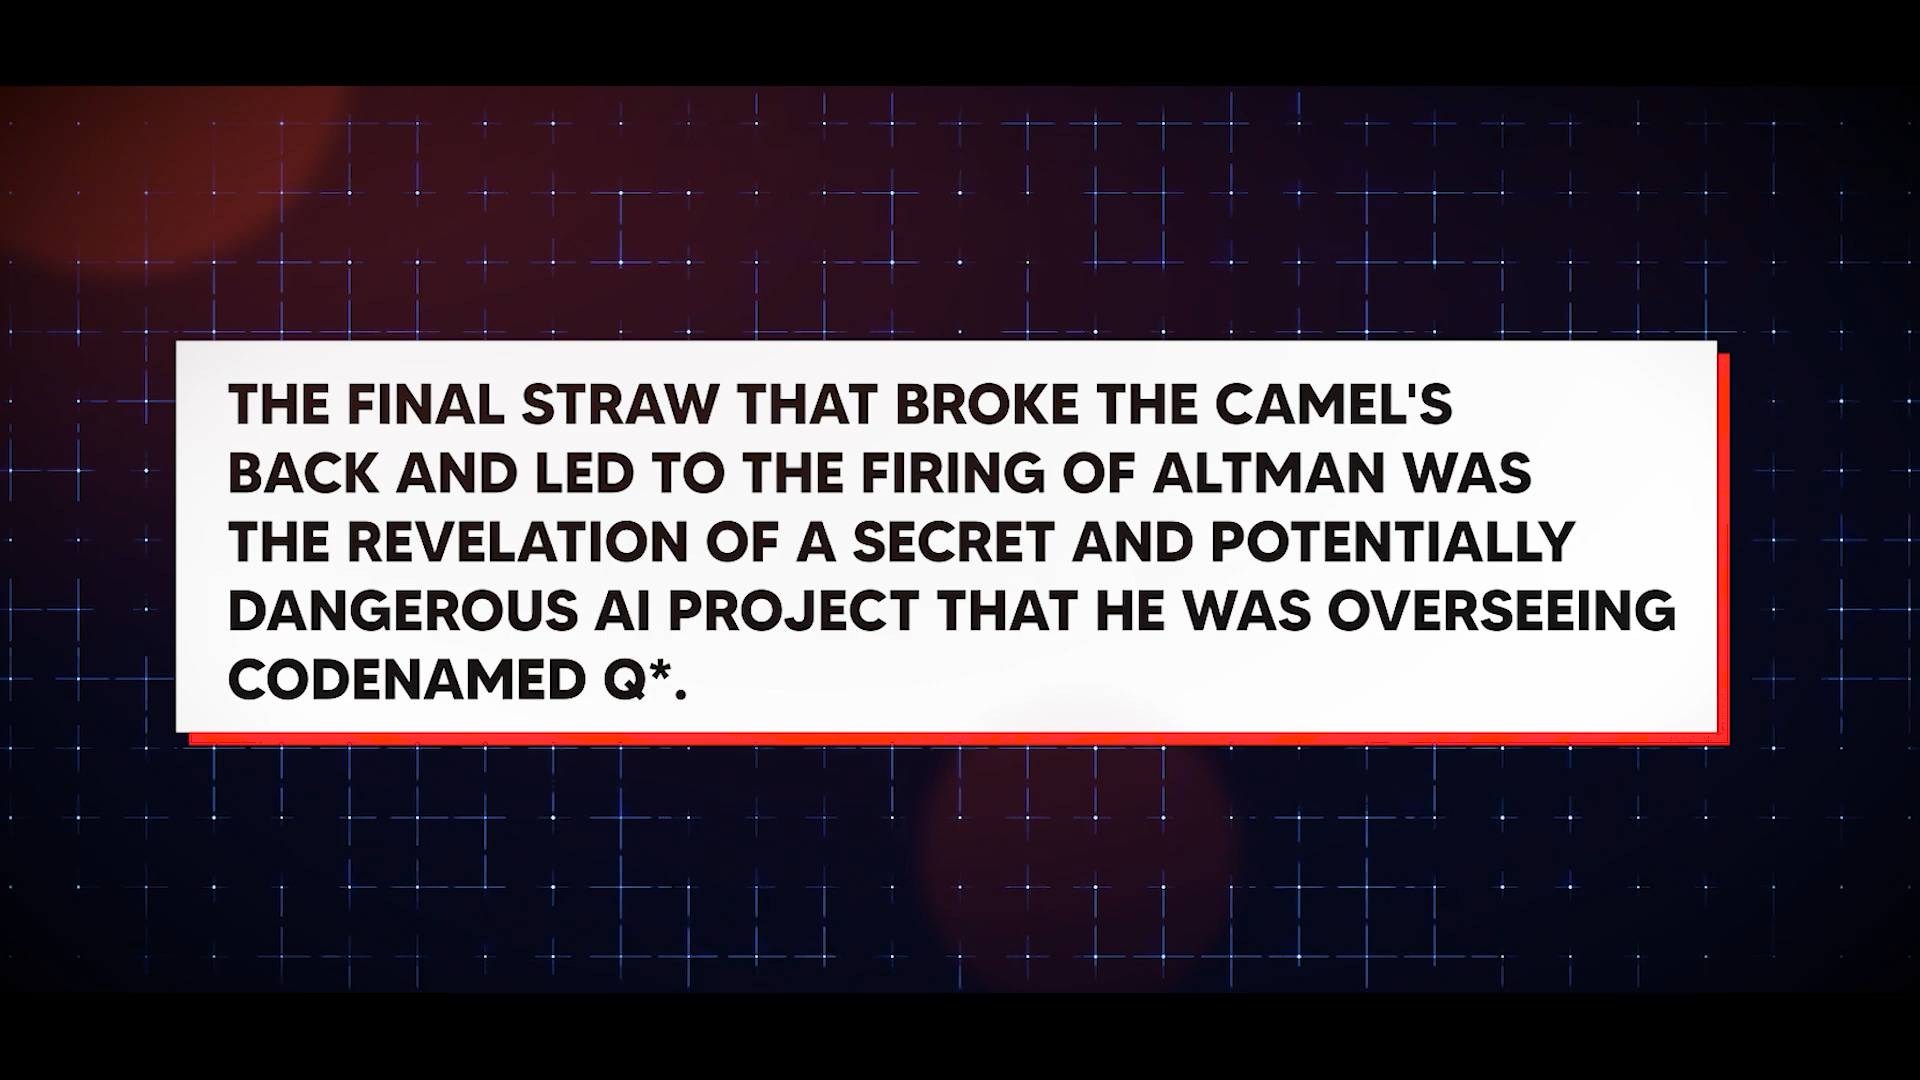 THE FINAL STRAW THAT BROKE THE CAMEL'S
BACK AND LED TO THE FIRING OF ALTMAN WAS
THE REVELATION OF A SECRET AND POTENTIALLY
DANGEROUS AI PROJECT THAT HE WAS OVERSEEING
CODENAMED Q*.